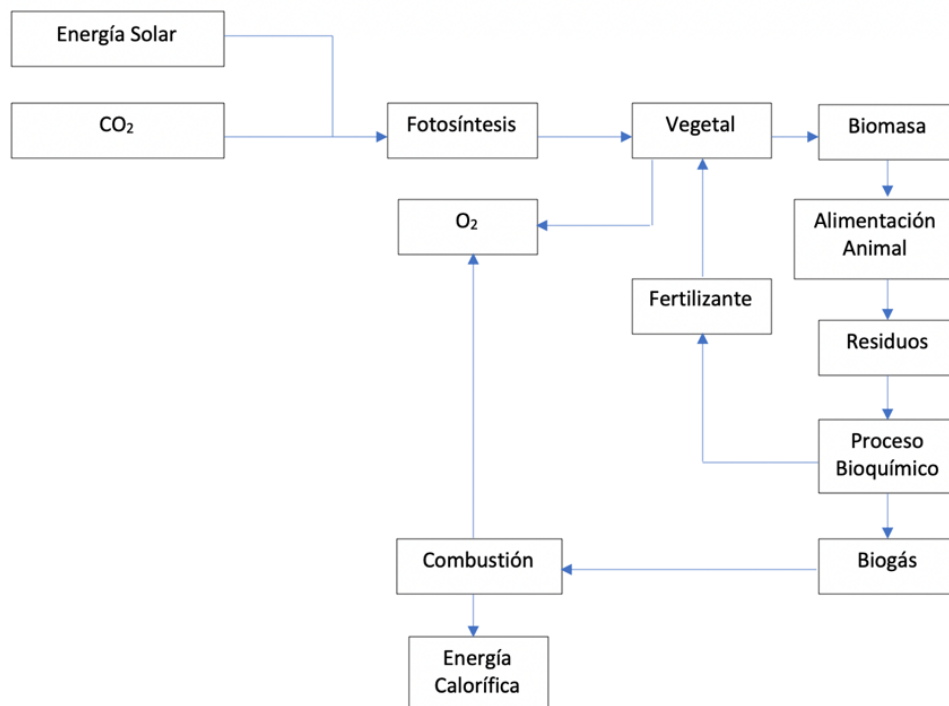 Energía Solar
CO₂
Fotosíntesis
Vegetal
Biomasa
O₂
Alimentación
Animal
Fertilizante
Residuos
Proceso
Bioquímico
Combustión
Biogás
Energía
Calorífica